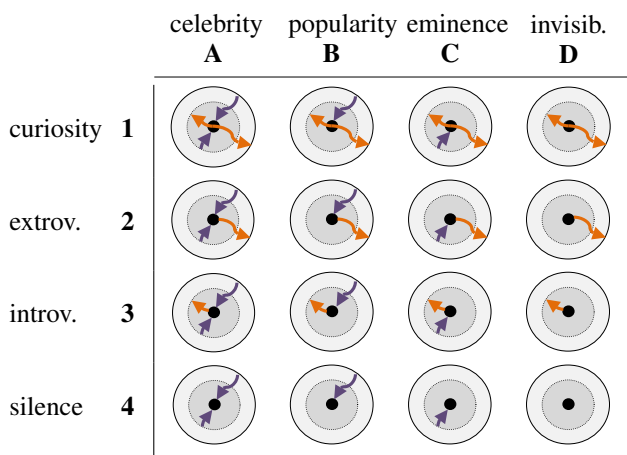 celebrity popularity eminence invisib.
A B C D
curiosity 1
extrov. 2
introv. 3
silence 4